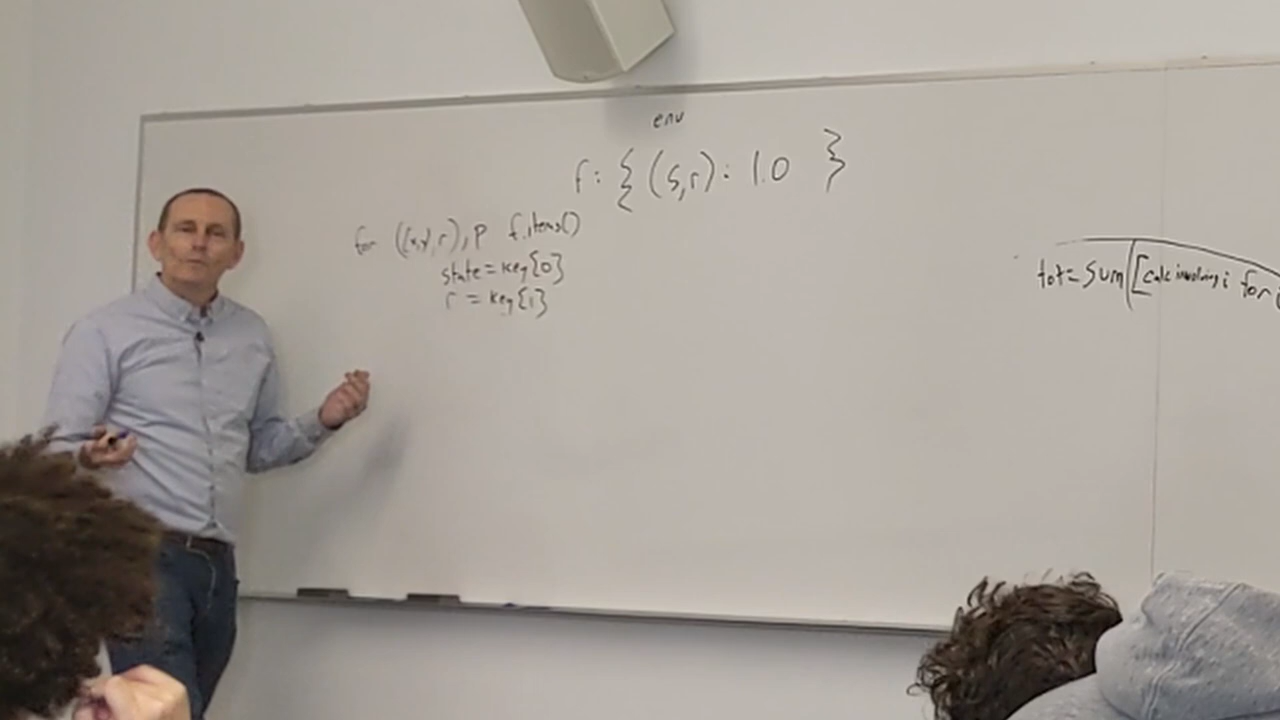 env
f: { (s,r): 1.0 }
for ((x,y),r), p f.items()
state = key{0}
r = key{1}
tot= sum([calc involving i for i